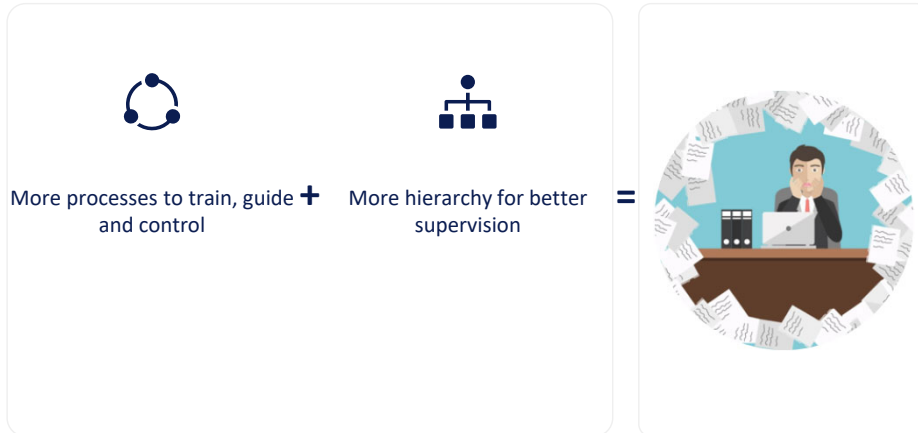 More processes to train, guide +
and control
More hierarchy for better
supervision
=